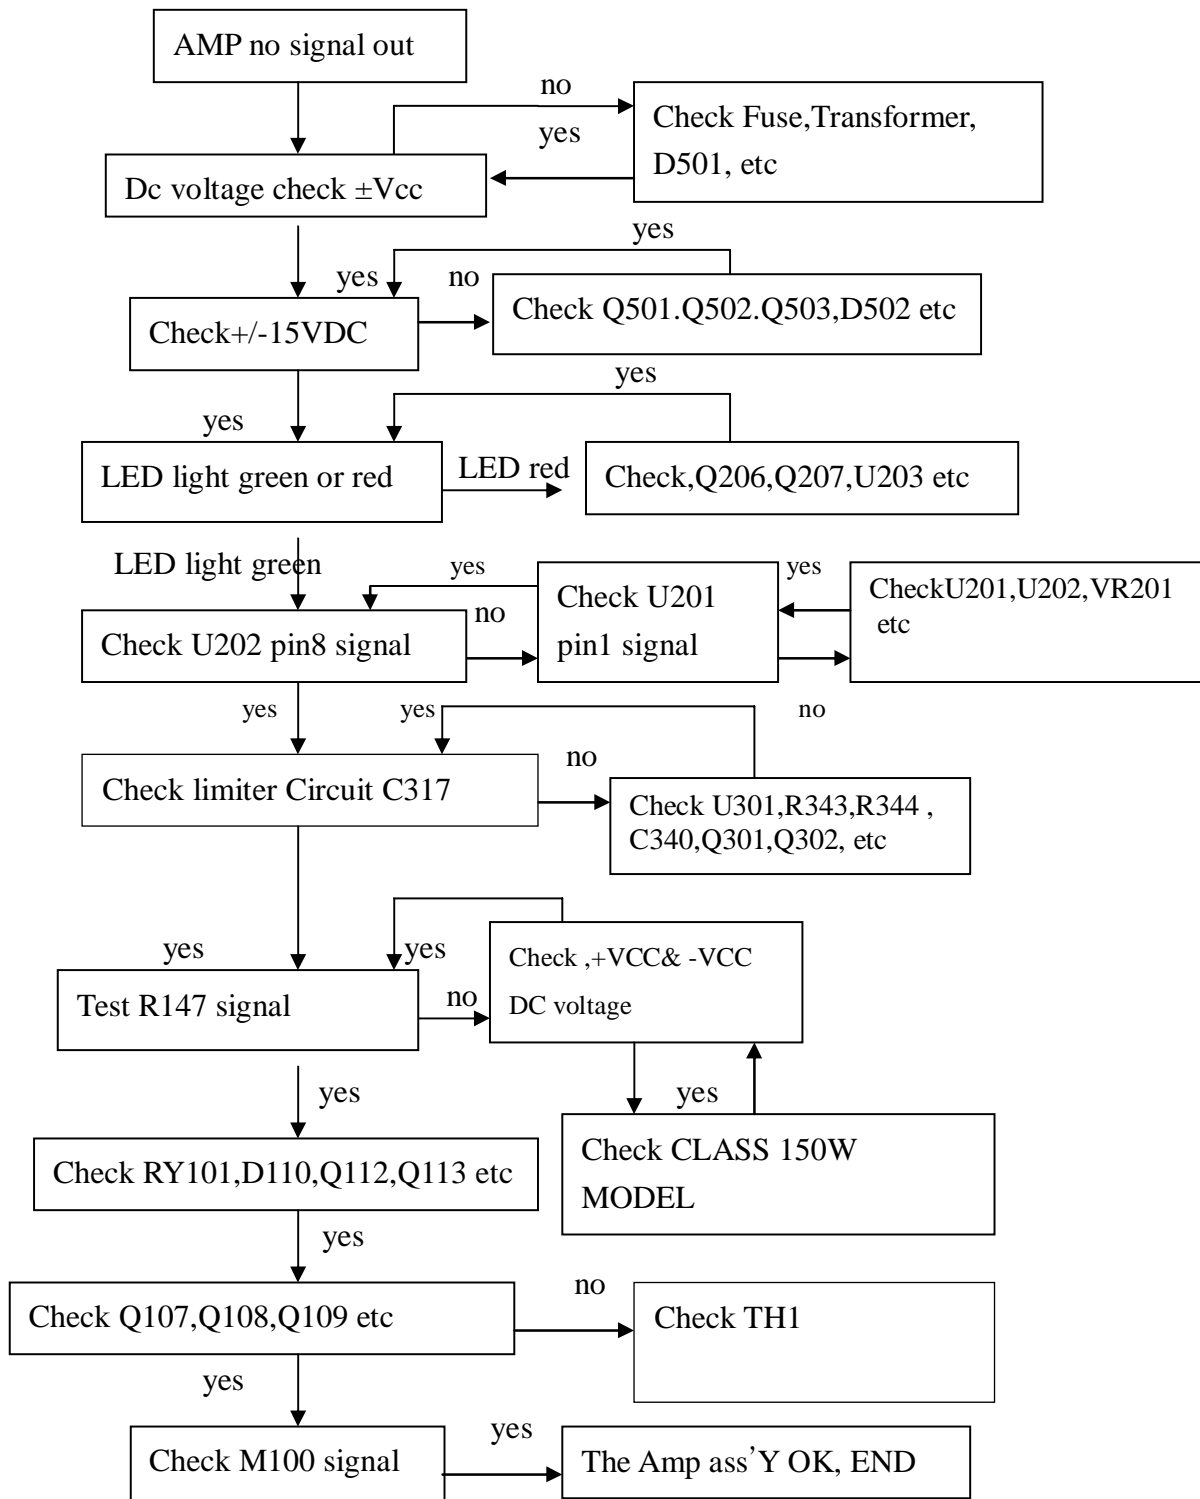 AMP no signal out
no
Check Fuse,Transformer,
D501, etc
yes
Dc voltage check ±Vcc
yes
yes
no
Check Q501.Q502.Q503,D502 etc
Check+/-15VDC
yes
yes
LED light green or red
LED red
Check,Q206,Q207,U203 etc
LED light green
yes
yes
Check U201
pin1 signal
CheckU201,U202,VR201
etc
no
Check U202 pin8 signal
yes
yes
no
Check limiter Circuit C317
no
Check U301,R343,R344 ,
C340,Q301,Q302, etc
yes
yes
Check ,+VCC& -VCC
DC voltage
Test R147 signal
no
yes
yes
Check CLASS 150W
MODEL
Check RY101,D110,Q112,Q113 etc
yes
no
Check Q107,Q108,Q109 etc
Check TH1
yes
yes
Check M100 signal
The Amp ass’Y OK, END